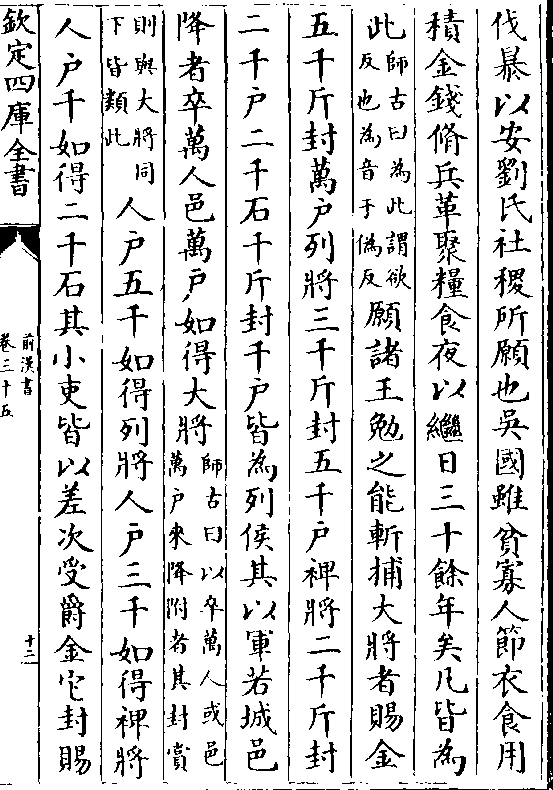 伐暴以安劉氏社稷所願也吳國雖貧寡人節衣食用
積金錢脩兵革聚糧食夜以繼日三十餘年矣凡皆為
此師古曰為此謂欲反也為音于偽反願諸王勉之能斬捕大將者賜金
五千斤封萬戶列將三千斤封五千戶裨將二千斤封
二千戶二千石千斤封千戶皆為列侯其以軍若城邑
降者卒萬人邑萬戶如得大將師古曰以卒萬人或邑萬戶來降附者其封賞
則與大將同下皆類此人戶五千如得列將人戶三千如得裨將
人戶千如得二千石其小吏皆以差次受爵金它封賜
欽定四庫全書
前漢書
卷三十五
十二